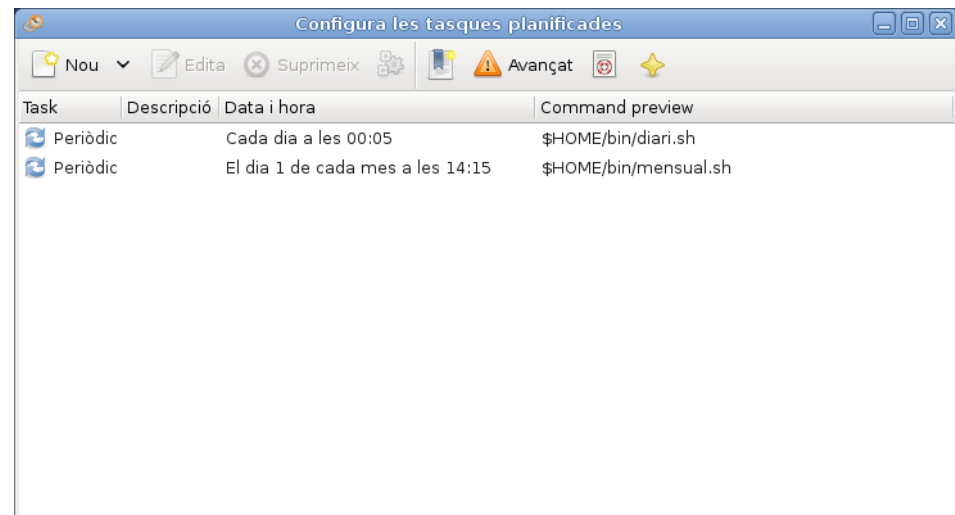 Configura les tasques planificades
Nou Edita Suprimeix Avançat
Task Descripció Data i hora Command preview
Periòdic Cada dia a les 00:05 $HOME/bin/diari.sh
Periòdic El dia 1 de cada mes a les 14:15 $HOME/bin/mensual.sh